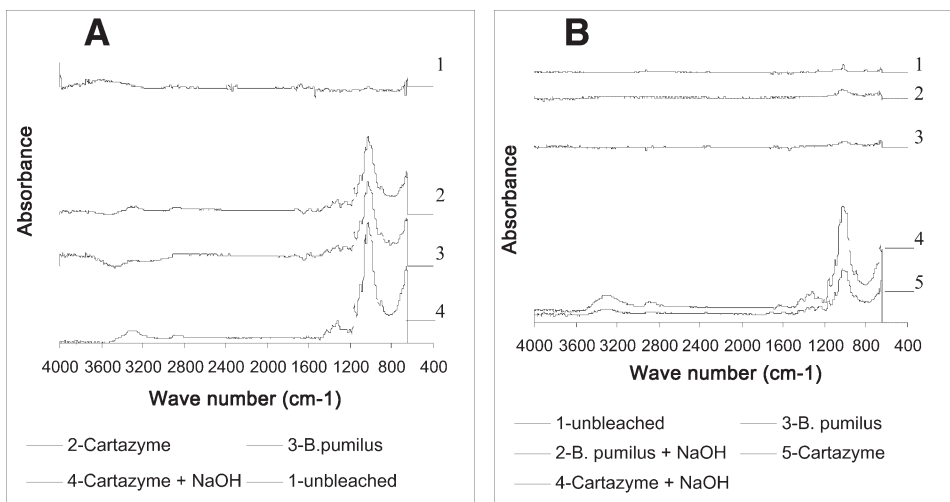 A
1
2
3
4
Absorbance
4000 3600 3200 2800 2400 2000 1600 1200 800 400
Wave number (cm-1)
2-Cartazyme
3-B.pumilus
4-Cartazyme + NaOH
1-unbleached
B
1
2
3
4
5
Absorbance
4000 3600 3200 2800 2400 2000 1600 1200 800 400
Wave number (cm-1)
1-unbleached
3-B. pumilus
2-B. pumilus + NaOH
5-Cartazyme
4-Cartazyme + NaOH